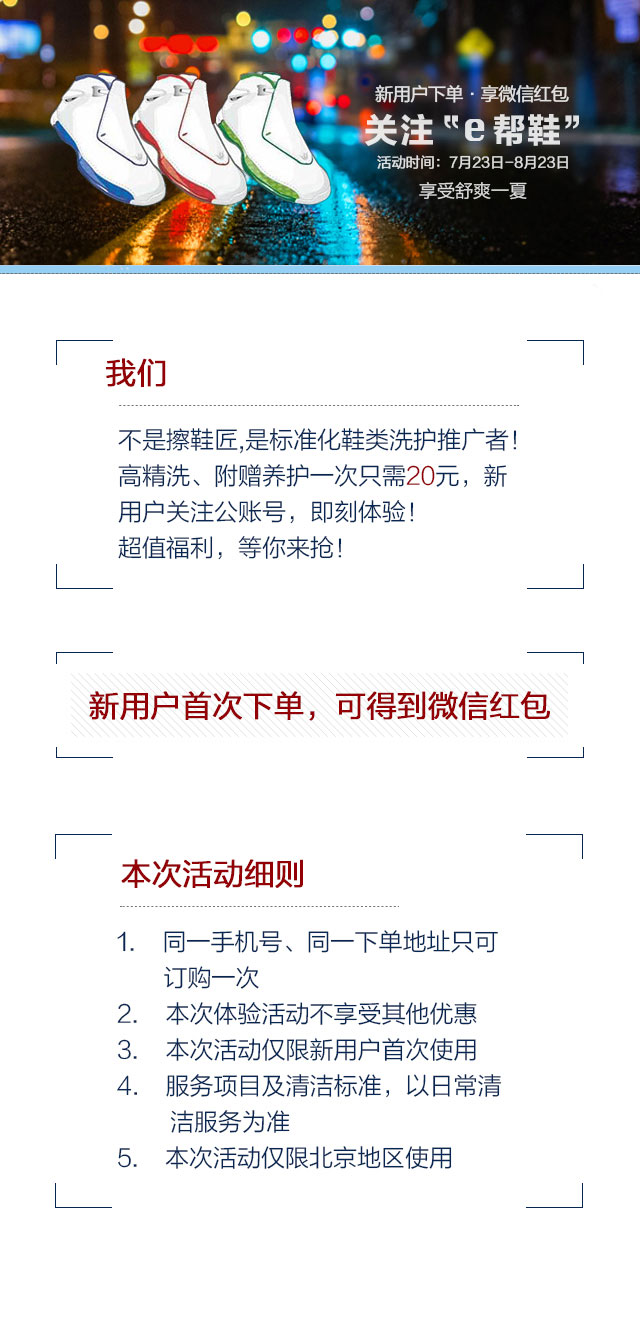 新用户下单·享微信红包
关注“e帮鞋”
活动时间：7月23日-8月23日
享受舒爽一夏
我们
不是擦鞋匠,是标准化鞋类洗护推广者！
高精洗、附赠养护一次只需20元，新
用户关注公账号，即刻体验！
超值福利，等你来抢！
新用户首次下单，可得到微信红包
本次活动细则
1. 同一手机号、同一下单地址只可
订购一次
2. 本次体验活动不享受其他优惠
3. 本次活动仅限新用户首次使用
4. 服务项目及清洁标准，以日常清
洁服务为准
5. 本次活动仅限北京地区使用